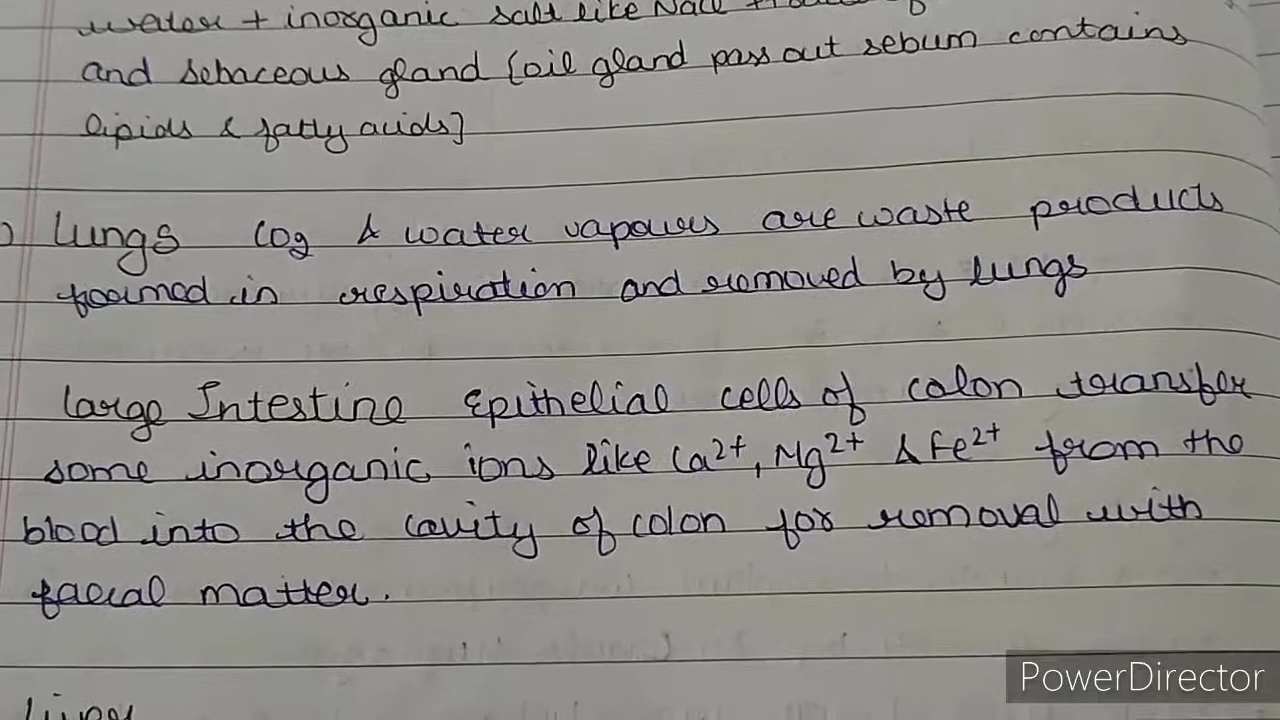 water + inorganic salt like NaCl
and sebaceous gland [oil gland pass out sebum contains
lipids & fatty acids]
Lungs CO2 & water vapours are waste products
formed in respiration and removed by lungs
Large Intestine Epithelial cells of colon transfer
some inorganic ions like Ca2+, Mg2+ & Fe2+ from the
blood into the cavity of colon for removal with
faecal matter.
Liver
PowerDirector